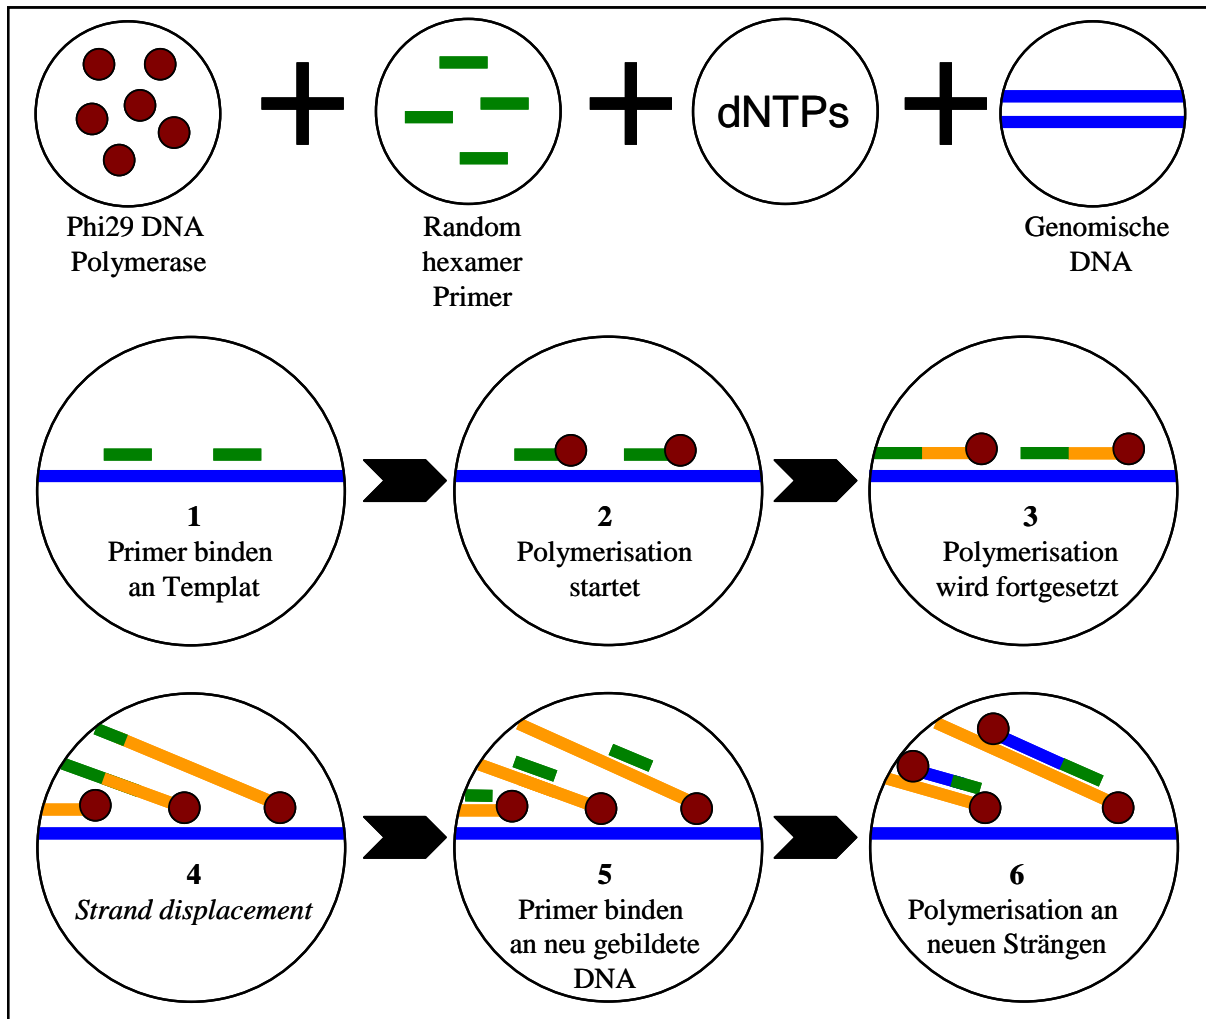 dNTPs
Phi29 DNA
Polymerase
Random
hexamer
Primer
Genomische
DNA
1
Primer binden
an Templat
2
Polymerisation
startet
3
Polymerisation
wird fortgesetzt
4
Strand displacement
5
Primer binden
an neu gebildete
DNA
6
Polymerisation an
neuen Strängen